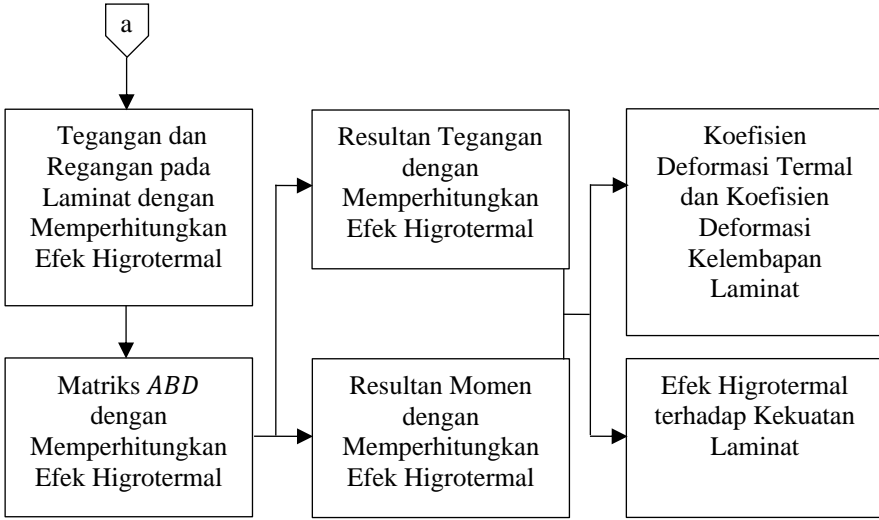 a
Tegangan dan
Regangan pada
Laminat dengan
Memperhitungkan
Efek Higrotermal
Matriks ABD
dengan
Memperhitungkan
Efek Higrotermal
Resultan Tegangan
dengan
Memperhitungkan
Efek Higrotermal
Resultan Momen
dengan
Memperhitungkan
Efek Higrotermal
Koefisien
Deformasi Termal
dan Koefisien
Deformasi
Kelembapan
Laminat
Efek Higrotermal
terhadap Kekuatan
Laminat